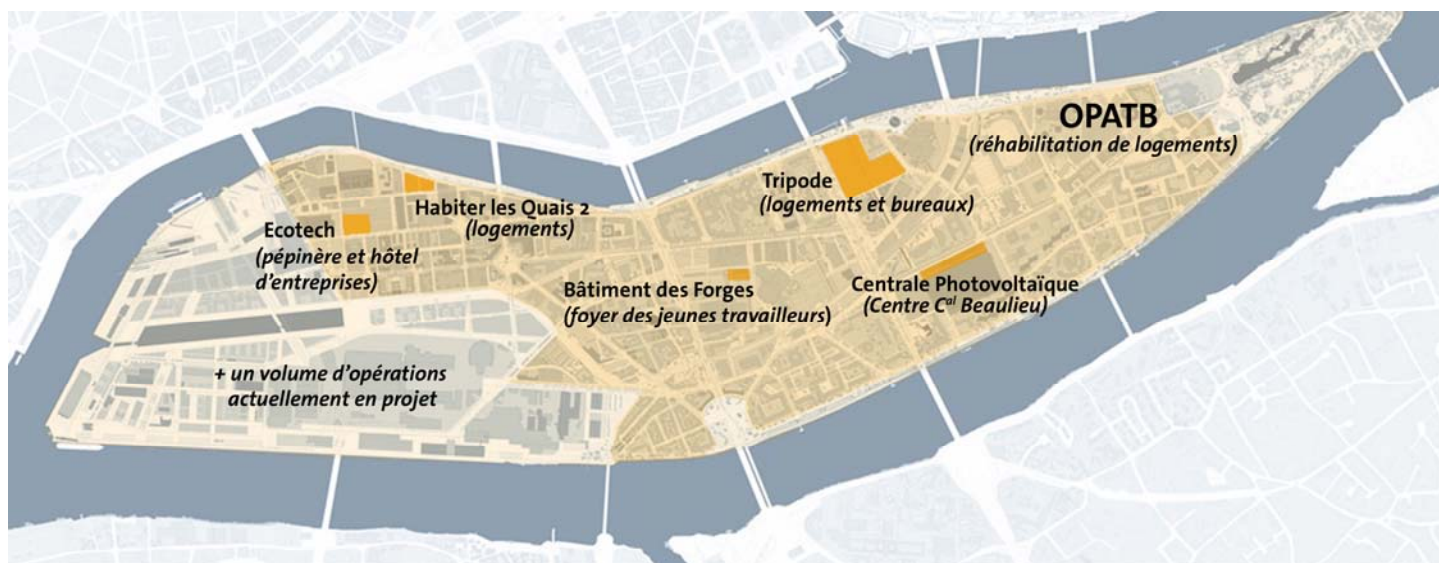 OPATB
(réhabilitation de logements)
Tripode
(logements et bureaux)
Habiter les Quais 2
(logements)
Ecotech
(pépinère et hôtel
d'entreprises)
Bâtiment des Forges
(foyer des jeunes travailleurs)
Centrale Photovoltaïque
(Centre Cal Beaulieu)
+ un volume d'opérations
actuellement en projet